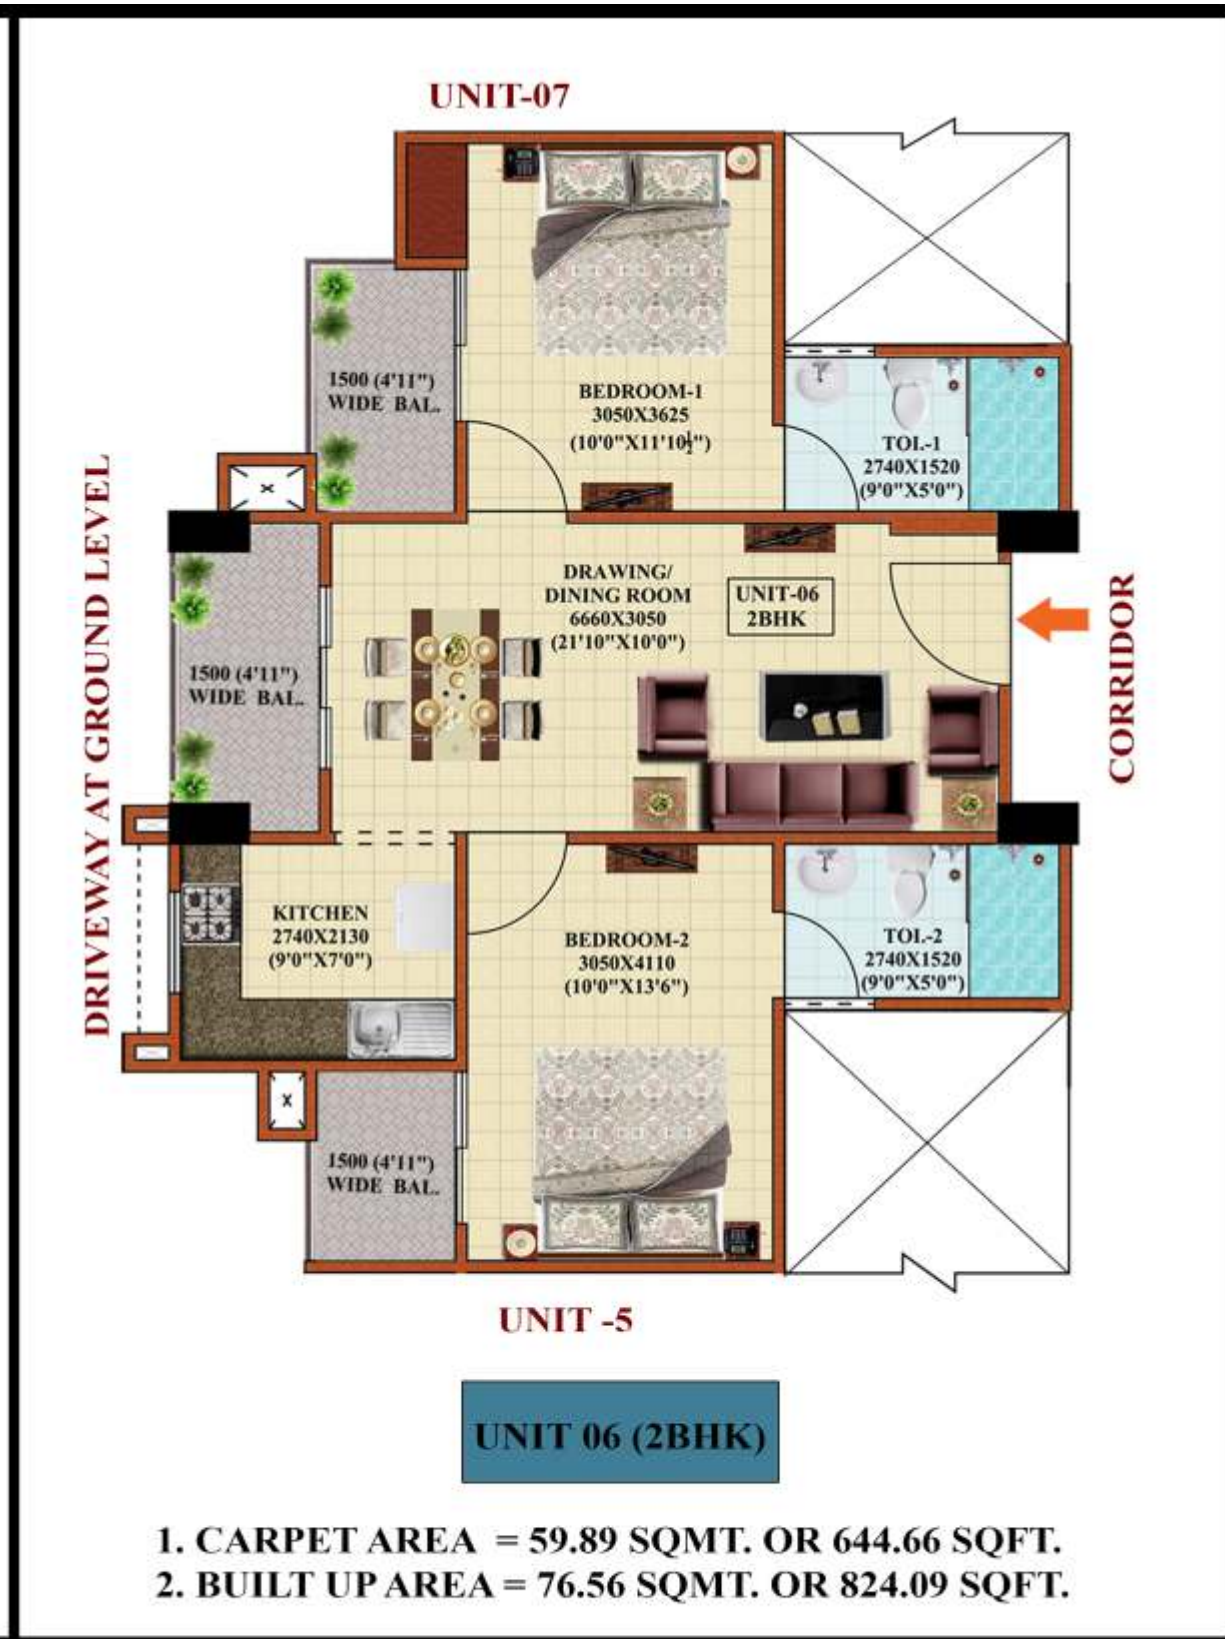 UNIT-07
1500 (4'11")
WIDE BAL.
BEDROOM-1
3050X3625
(10'0"X11'10½")
TOI.-1
2740X1520
(9'0"X5'0")
DRIVEWAY AT GROUND LEVEL
X
DRAWING/
DINING ROOM
6660X3050
(21'10"X10'0")
UNIT-06
2BHK
CORRIDOR
1500 (4'11")
WIDE BAL.
KITCHEN
2740X2130
(9'0"X7'0")
BEDROOM-2
3050X4110
(10'0"X13'6")
TOI.-2
2740X1520
(9'0"X5'0")
X
1500 (4'11")
WIDE BAL.
UNIT -5
UNIT 06 (2BHK)
1. CARPET AREA = 59.89 SQMT. OR 644.66 SQFT.
2. BUILT UP AREA = 76.56 SQMT. OR 824.09 SQFT.